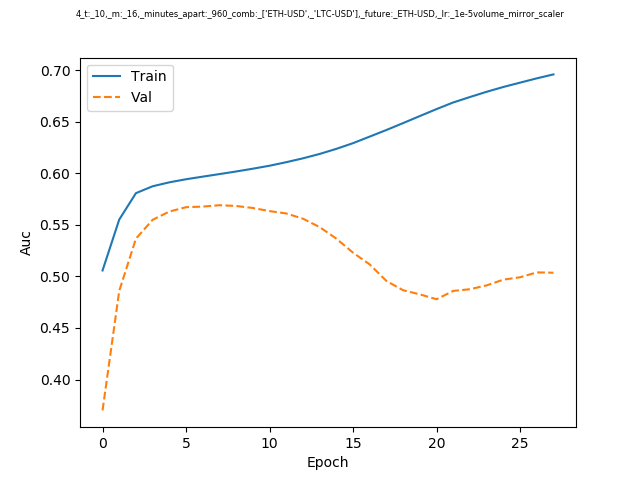 4_t:_10,_m:_16,_minutes_apart:_960_comb:_['ETH-USD',_'LTC-USD'],_future:_ETH-USD,_lr:_1e-5volume_mirror_scaler
Train
Val
0.70
0.65
0.60
0.55
0.50
0.45
0.40
Auc
0
5
10
15
20
25
Epoch